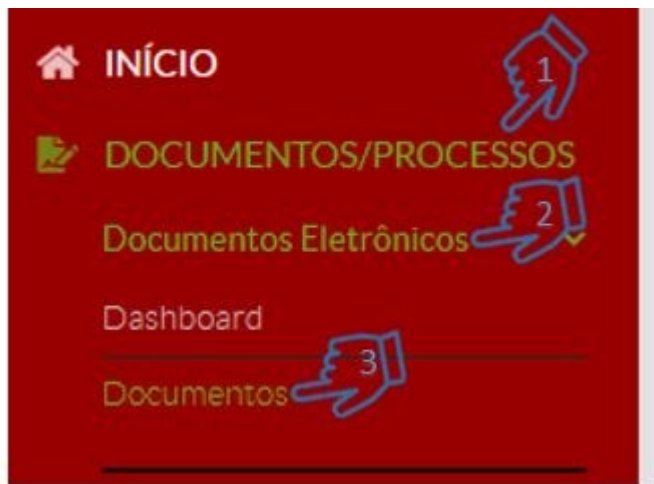 INÍCIO
1
DOCUMENTOS/PROCESSOS
Documentos Eletrônicos 2
Dashboard
3
Documentos